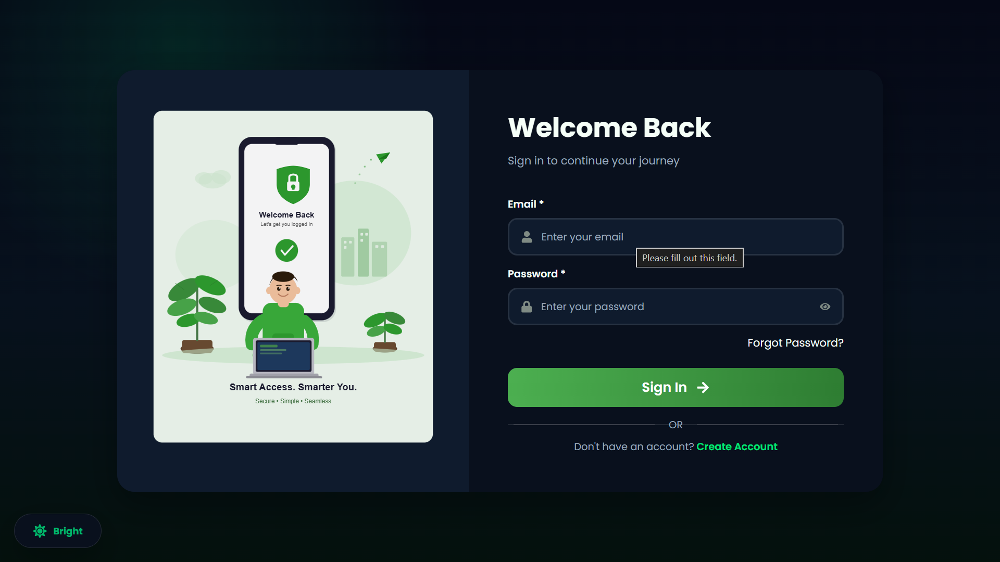 Welcome Back
Let's get you logged in
Smart Access. Smarter You.
Secure • Simple • Seamless
Welcome Back
Sign in to continue your journey
Email *
Enter your email
Please fill out this field.
Password *
Enter your password
Forgot Password?
Sign In
OR
Don't have an account? Create Account
Bright